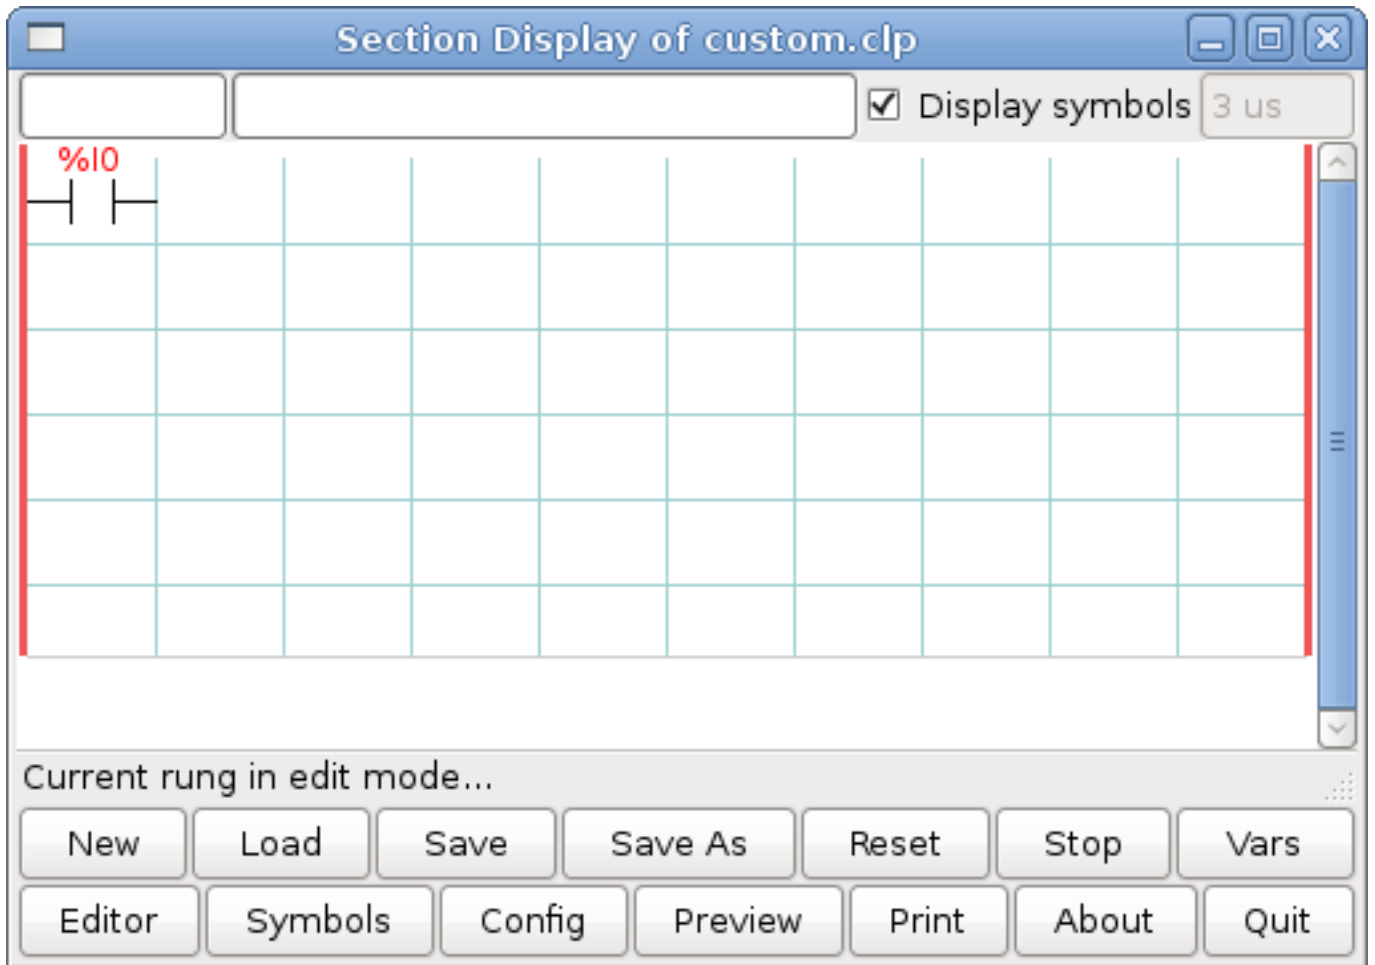 Section Display of custom.clp
Display symbols 3 us
%I0
Current rung in edit mode...
New Load Save Save As Reset Stop Vars
Editor Symbols Config Preview Print About Quit